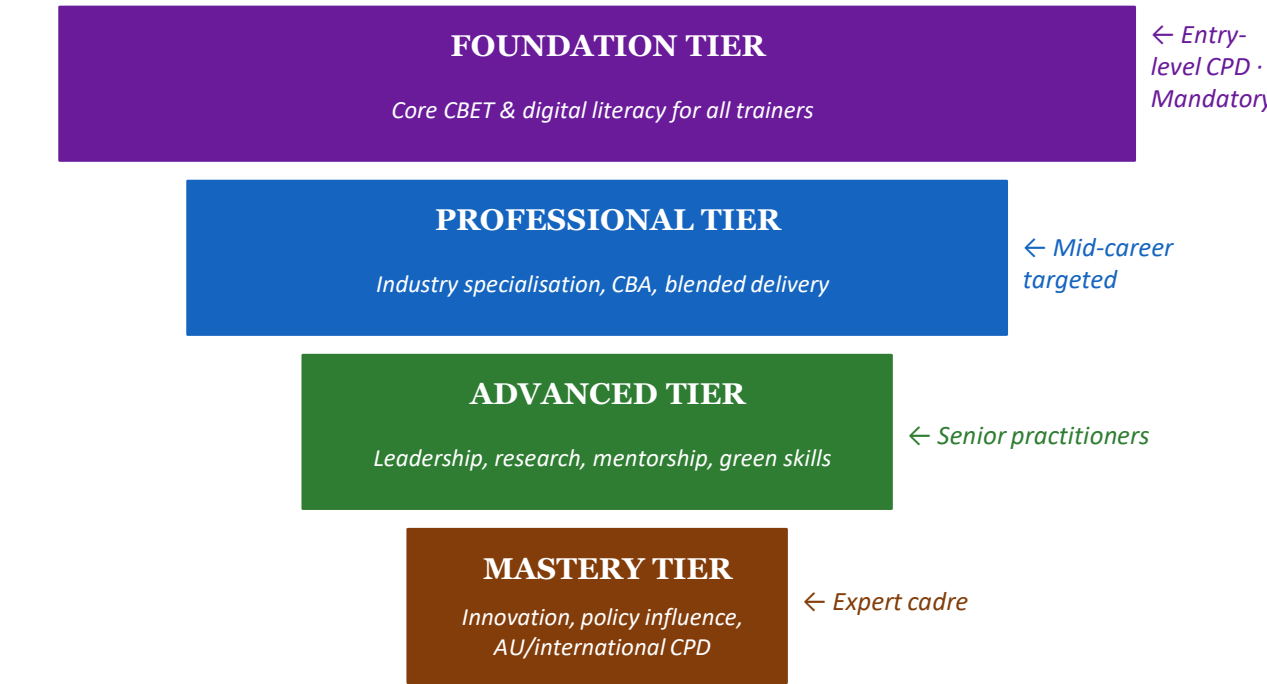 FOUNDATION TIER
Core CBET & digital literacy for all trainers
← Entry-
level CPD ·
Mandatory
PROFESSIONAL TIER
Industry specialisation, CBA, blended delivery
← Mid-career
targeted
ADVANCED TIER
Leadership, research, mentorship, green skills
← Senior practitioners
MASTERY TIER
Innovation, policy influence,
AU/international CPD
← Expert cadre